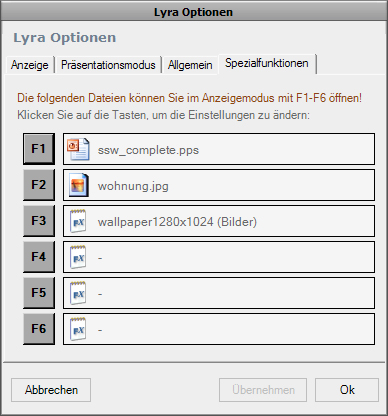 Lyra Optionen
Lyra Optionen
Anzeige Präsentationsmodus Allgemein Spezialfunktionen
Die folgenden Dateien können Sie im Anzeigemodus mit F1-F6 öffnen!
Klicken Sie auf die Tasten, um die Einstellungen zu ändern:
F1 ssw_complete.pps
F2 wohnung.jpg
F3 wallpaper1280x1024 (Bilder)
F4 -
F5 -
F6 -
Abbrechen Übernehmen Ok